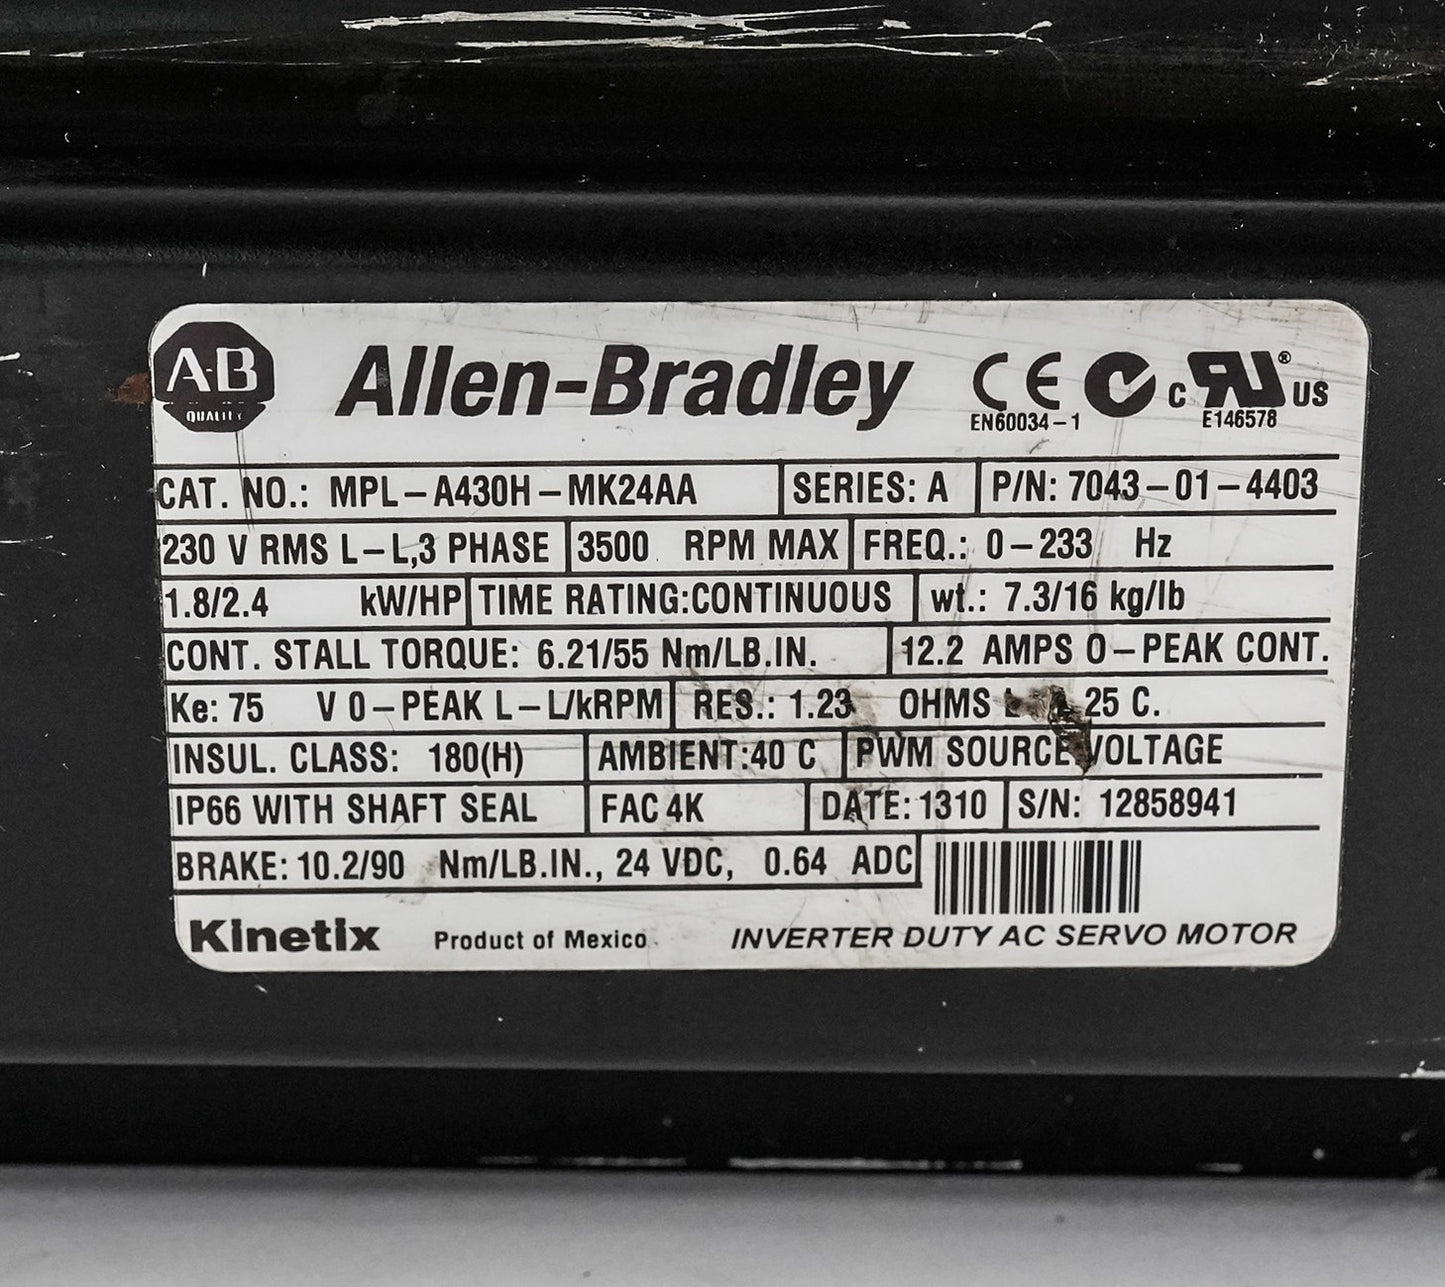 A-B
QUALITY
Allen-Bradley
CE
EN60034-1
C
US
®
E146578
CAT. NO.: MPL-A430H-MK24AA SERIES: A P/N: 7043-01-4403
230 V RMS L-L,3 PHASE 3500 RPM MAX FREQ.: 0-233 Hz
1.8/2.4 kW/HP TIME RATING:CONTINUOUS wt.: 7.3/16 kg/lb
CONT. STALL TORQUE: 6.21/55 Nm/LB.IN. 12.2 AMPS 0-PEAK CONT.
Ke: 75 V 0-PEAK L-L/kRPM RES.: 1.23 OHMS 25 C.
INSUL. CLASS: 180(H) AMBIENT:40 C PWM SOURCE VOLTAGE
IP66 WITH SHAFT SEAL FAC 4K DATE: 1310 S/N: 12858941
BRAKE: 10.2/90 Nm/LB.IN., 24 VDC, 0.64 ADC
Kinetix Product of Mexico. INVERTER DUTY AC SERVO MOTOR